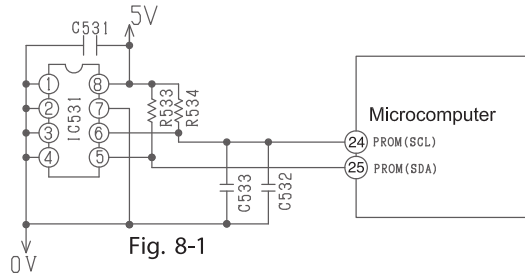 C531
5V
1
8
2
7
3
6
4
5
IC531
R533
R534
Microcomputer
24 PROM(SCL)
25 PROM(SDA)
C533
C532
0V
Fig. 8-1